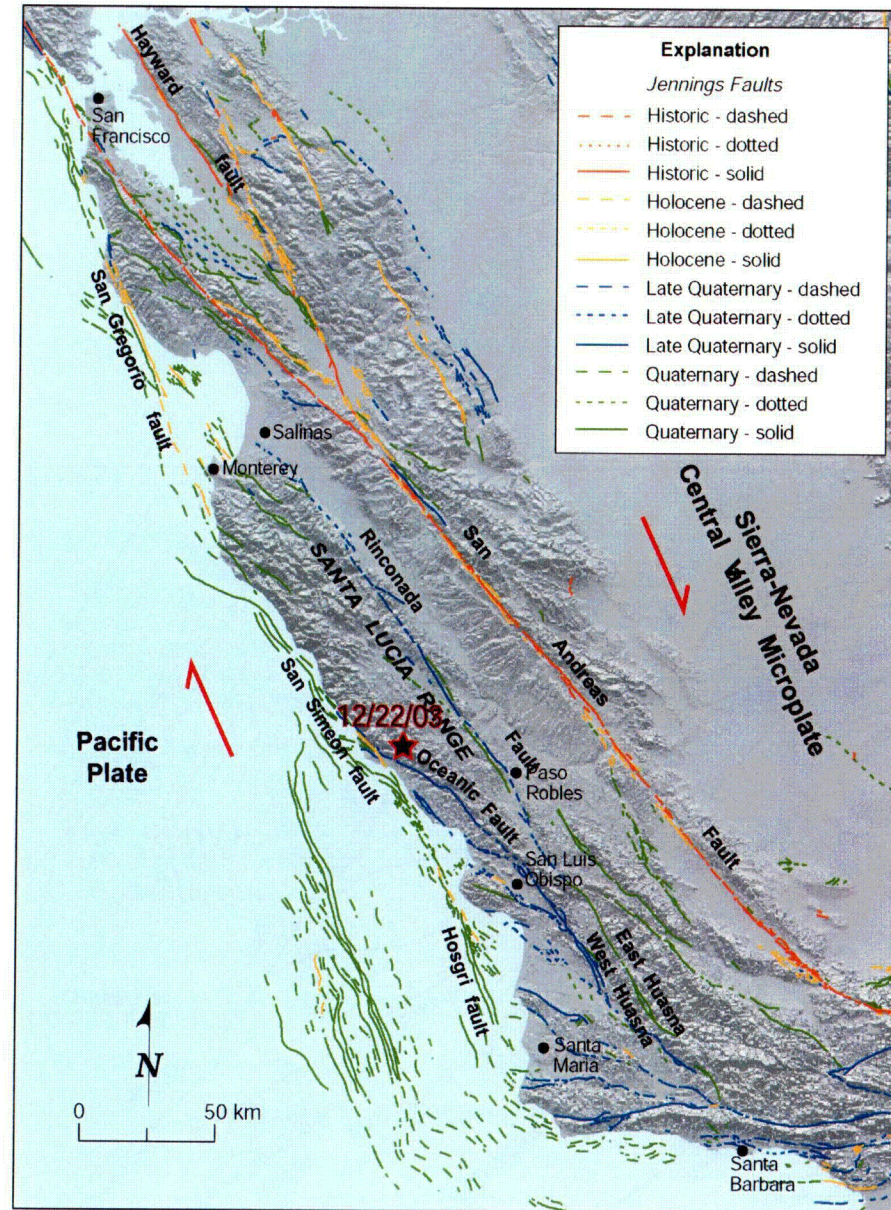 Explanation
Jennings Faults
Historic - dashed
Historic - dotted
Historic - solid
Holocene - dashed
Holocene - dotted
Holocene - solid
Late Quaternary - dashed
Late Quaternary - dotted
Late Quaternary - solid
Quaternary - dashed
Quaternary - dotted
Quaternary - solid
Hayward
fault
San
Francisco
San Gregorio
fault
Salinas
Monterey
Rinconada
Fault
San
Andreas
Fault
SANTA
LUCIA
RANGE
Sierra-Nevada
Central Valley Microplate
Pacific
Plate
San Simeon fault
12/22/03
Oceanic Fault
Paso
Robles
San Luis
Obispo
Hosgri fault
East Huasna
West Huasna
Santa
Maria
Santa
Barbara
N
0
50 km